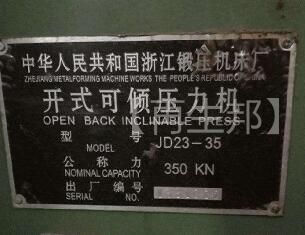 中华人民共和国浙江锻压机床厂
ZHEJIANG METALFORMING MACHINE WORKS THE PEOPLE'S REPUBLIC OF CHINA
开式可倾压力机
OPEN BACK INCLINABLE PRESS
型 号 JD23-35
MODEL
公称力 350 KN
NOMINAL CAPACITY
出厂编号
SERIAL NO.